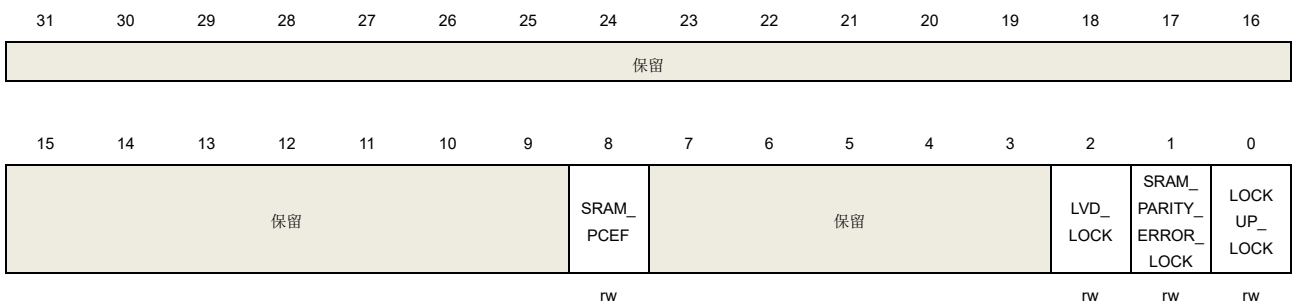 31 30 29 28 27 26 25 24 23 22 21 20 19 18 17 16
保留
15 14 13 12 11 10 9 8 7 6 5 4 3 2 1 0
保留
SRAM_
PCEF
保留
LVD_
LOCK
SRAM_
PARITY_
ERROR_
LOCK
LOCK
UP_
LOCK
rw rw rw rw